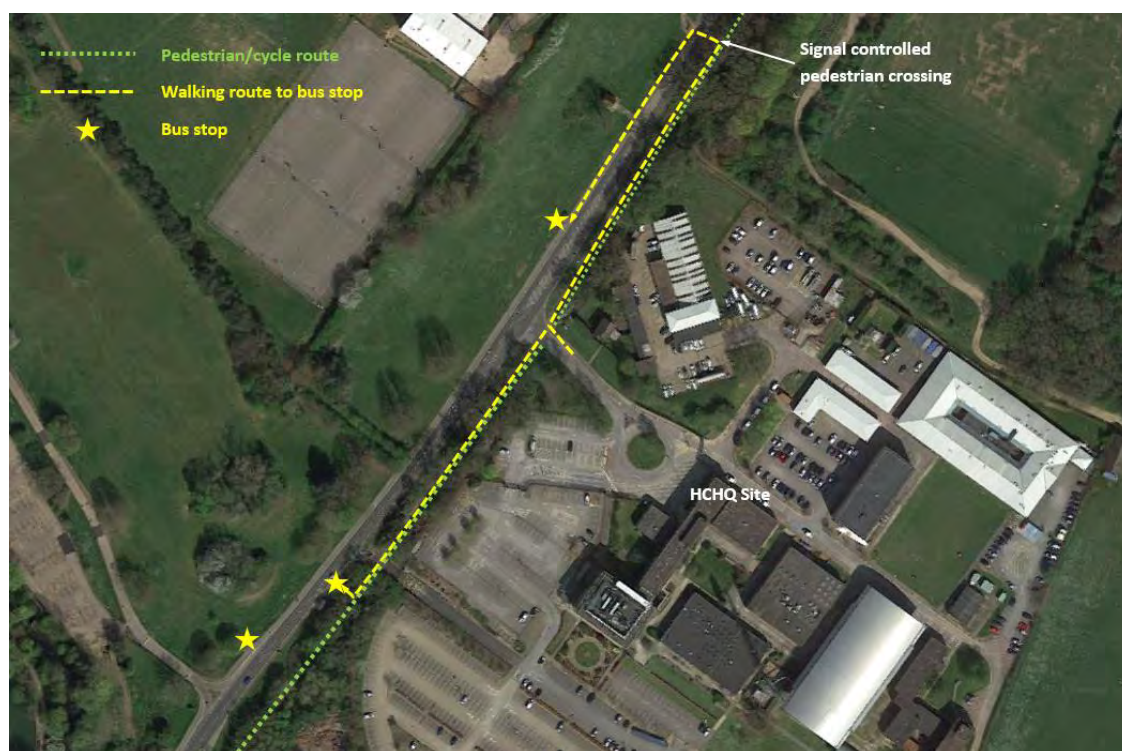 Pedestrian/cycle route
Walking route to bus stop
Bus stop
Signal controlled
pedestrian crossing
HCHQ Site